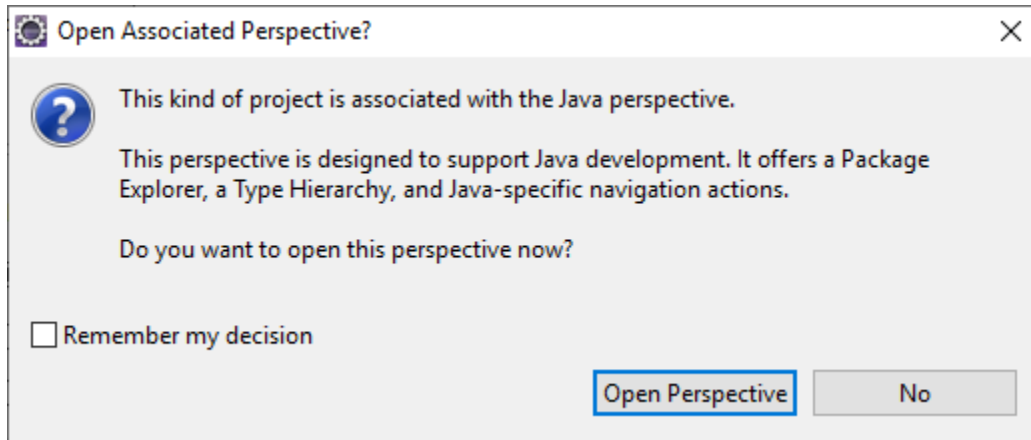 Open Associated Perspective?
This kind of project is associated with the Java perspective.
This perspective is designed to support Java development. It offers a Package
Explorer, a Type Hierarchy, and Java-specific navigation actions.
Do you want to open this perspective now?
Remember my decision
Open Perspective
No